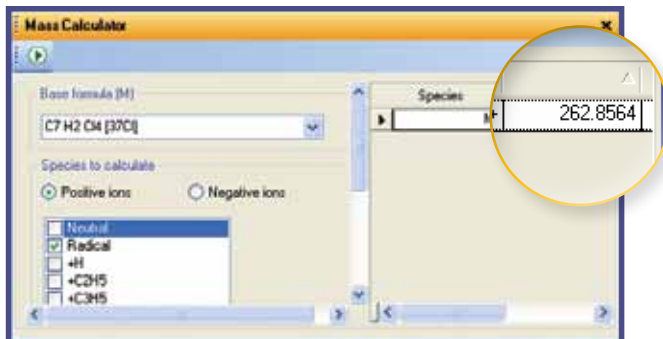 Mass Calculator
Base formula (M)
C7 H2 Cl4 [37Cl]
Species to calculate
Positive ions Negative ions
Neutral
Radical
+H
+C2H5
+C3H5
Species
M+ 262.8564